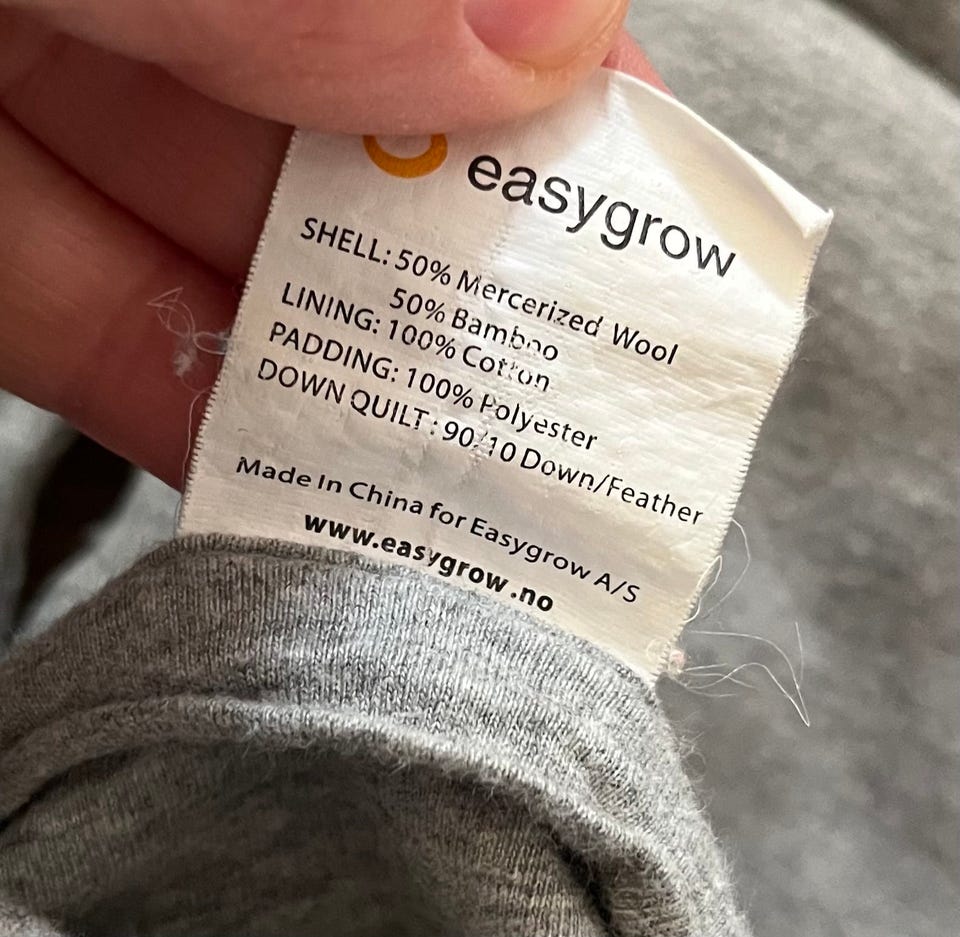 easygrow
SHELL: 50% Mercerized Wool
50% Bamboo
LINING: 100% Cotton
PADDING: 100% Polyester
DOWN QUILT: 90/10 Down/Feather
Made in China for Easygrow A/S
www.easygrow.no